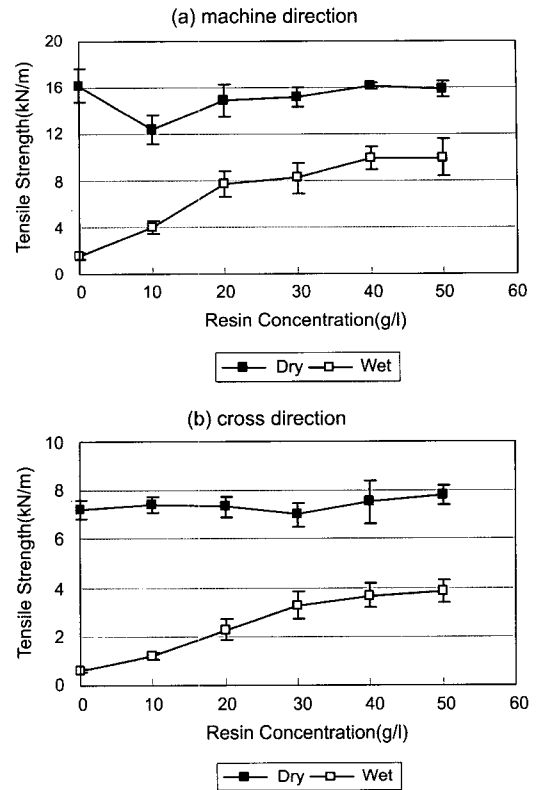 (a) machine direction
20
16
12
8
4
0
Tensile Strength(kN/m)
0 10 20 30 40 50 60
Resin Concentration(g/l)
Dry Wet
(b) cross direction
10
8
6
4
2
0
Tensile Strength(kN/m)
0 10 20 30 40 50 60
Resin Concentration(g/l)
Dry Wet